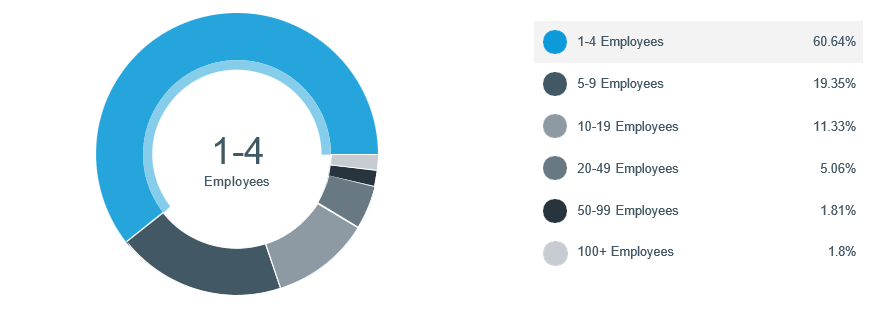 1-4
Employees
1-4 Employees 60.64%
5-9 Employees 19.35%
10-19 Employees 11.33%
20-49 Employees 5.06%
50-99 Employees 1.81%
100+ Employees 1.8%